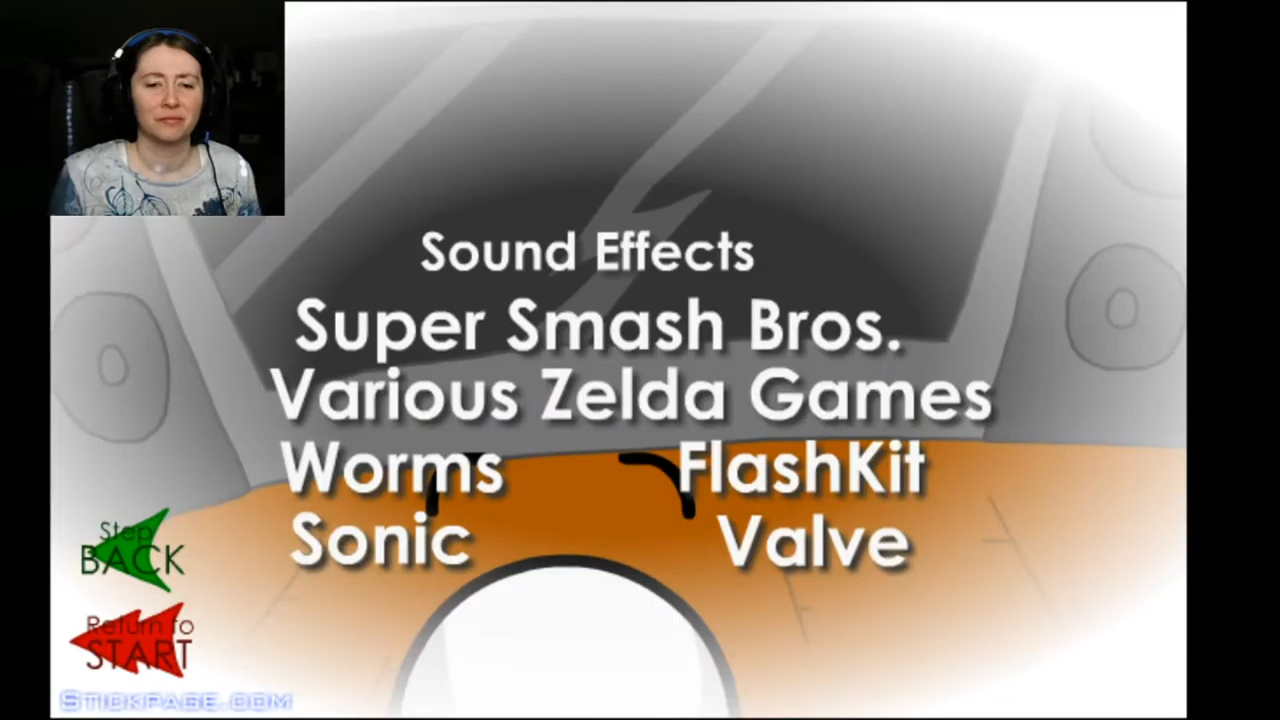 Sound Effects
Super Smash Bros.
Various Zelda Games
Worms FlashKit
Sonic Valve
Step
BACK
Return to
START
STICKPAGE.COM